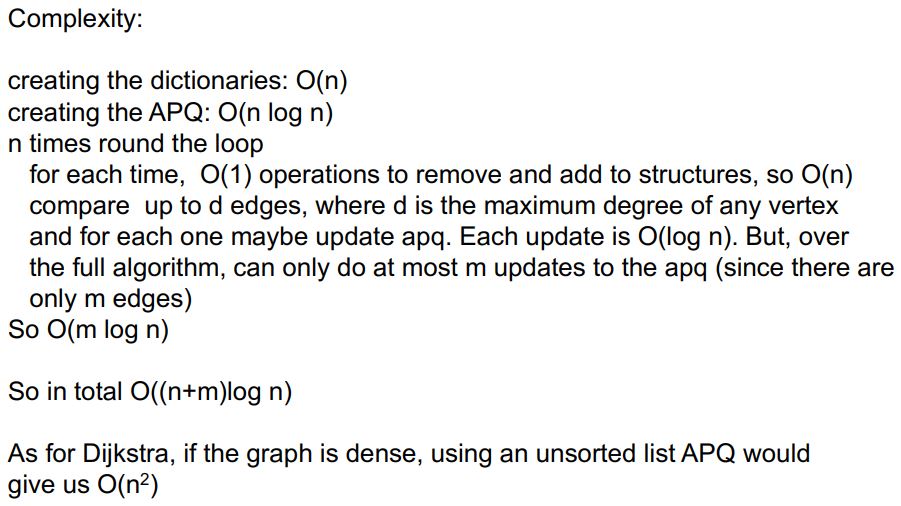 Complexity:
creating the dictionaries: O(n)
creating the APQ: O(n log n)
n times round the loop
for each time, O(1) operations to remove and add to structures, so O(n)
compare up to d edges, where d is the maximum degree of any vertex
and for each one maybe update apq. Each update is O(log n). But, over
the full algorithm, can only do at most m updates to the apq (since there are
only m edges)
So O(m log n)
So in total O((n+m)log n)
As for Dijkstra, if the graph is dense, using an unsorted list APQ would
give us O(n²)